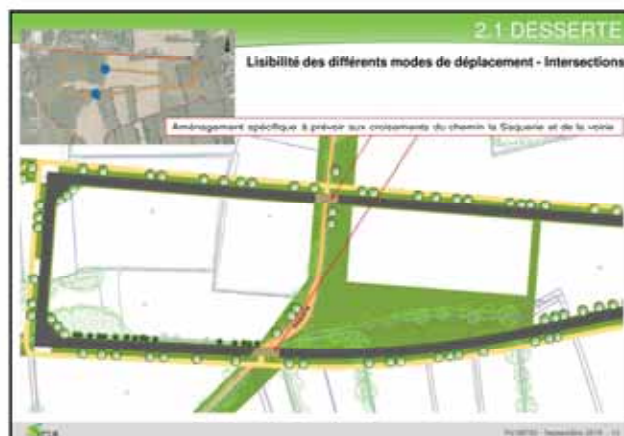 2.1 DESSERTE
Lisibilité des différents modes de déplacement - Intersections
Aménagement spécifique à prévoir aux croisements du chemin la Saquerie et de la voirie